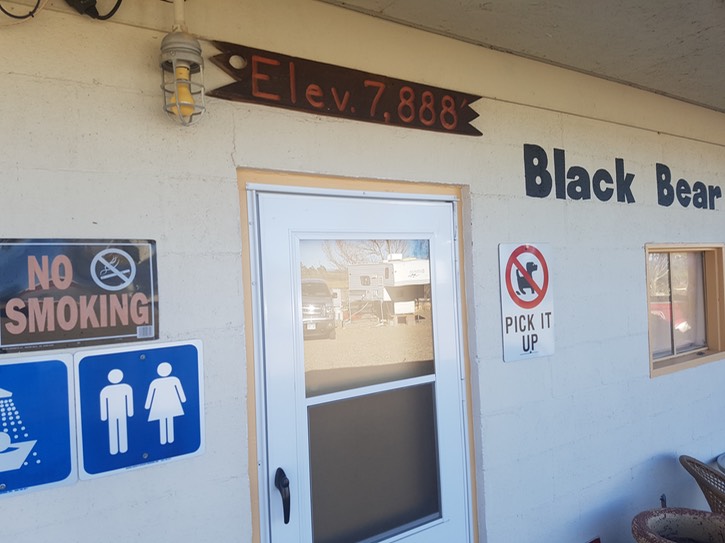 Elev. 7,888'
Black Bear
NO
SMOKING
PICK IT
UP